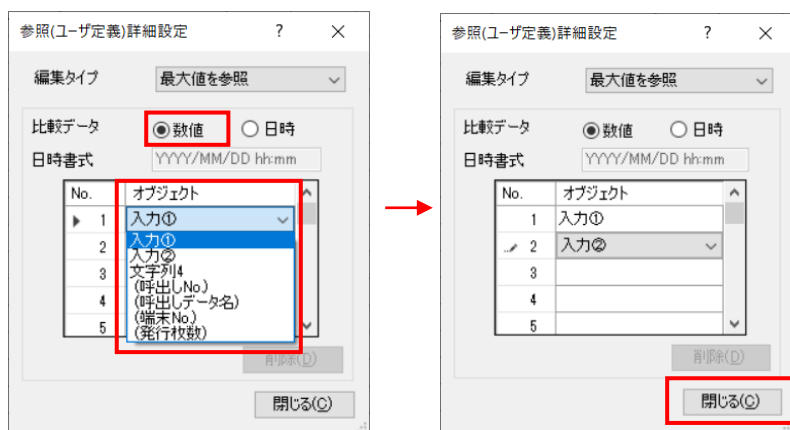 参照(ユーザ定義)詳細設定 ? ×
編集タイプ 最大値を参照
比較データ 数値 日時
日時書式 YYYY/MM/DD hh:mm
No. オブジェクト
1 入力①
2 入力①
入力②
3 文字列4
(呼出しNo.)
4 (呼出しデータ名)
(端末No.)
5 (発行枚数)
削除(D)
閉じる(C)
参照(ユーザ定義)詳細設定 ? ×
編集タイプ 最大値を参照
比較データ 数値 日時
日時書式 YYYY/MM/DD hh:mm
No. オブジェクト
1 入力①
2 入力②
3
4
5
削除(D)
閉じる(C)